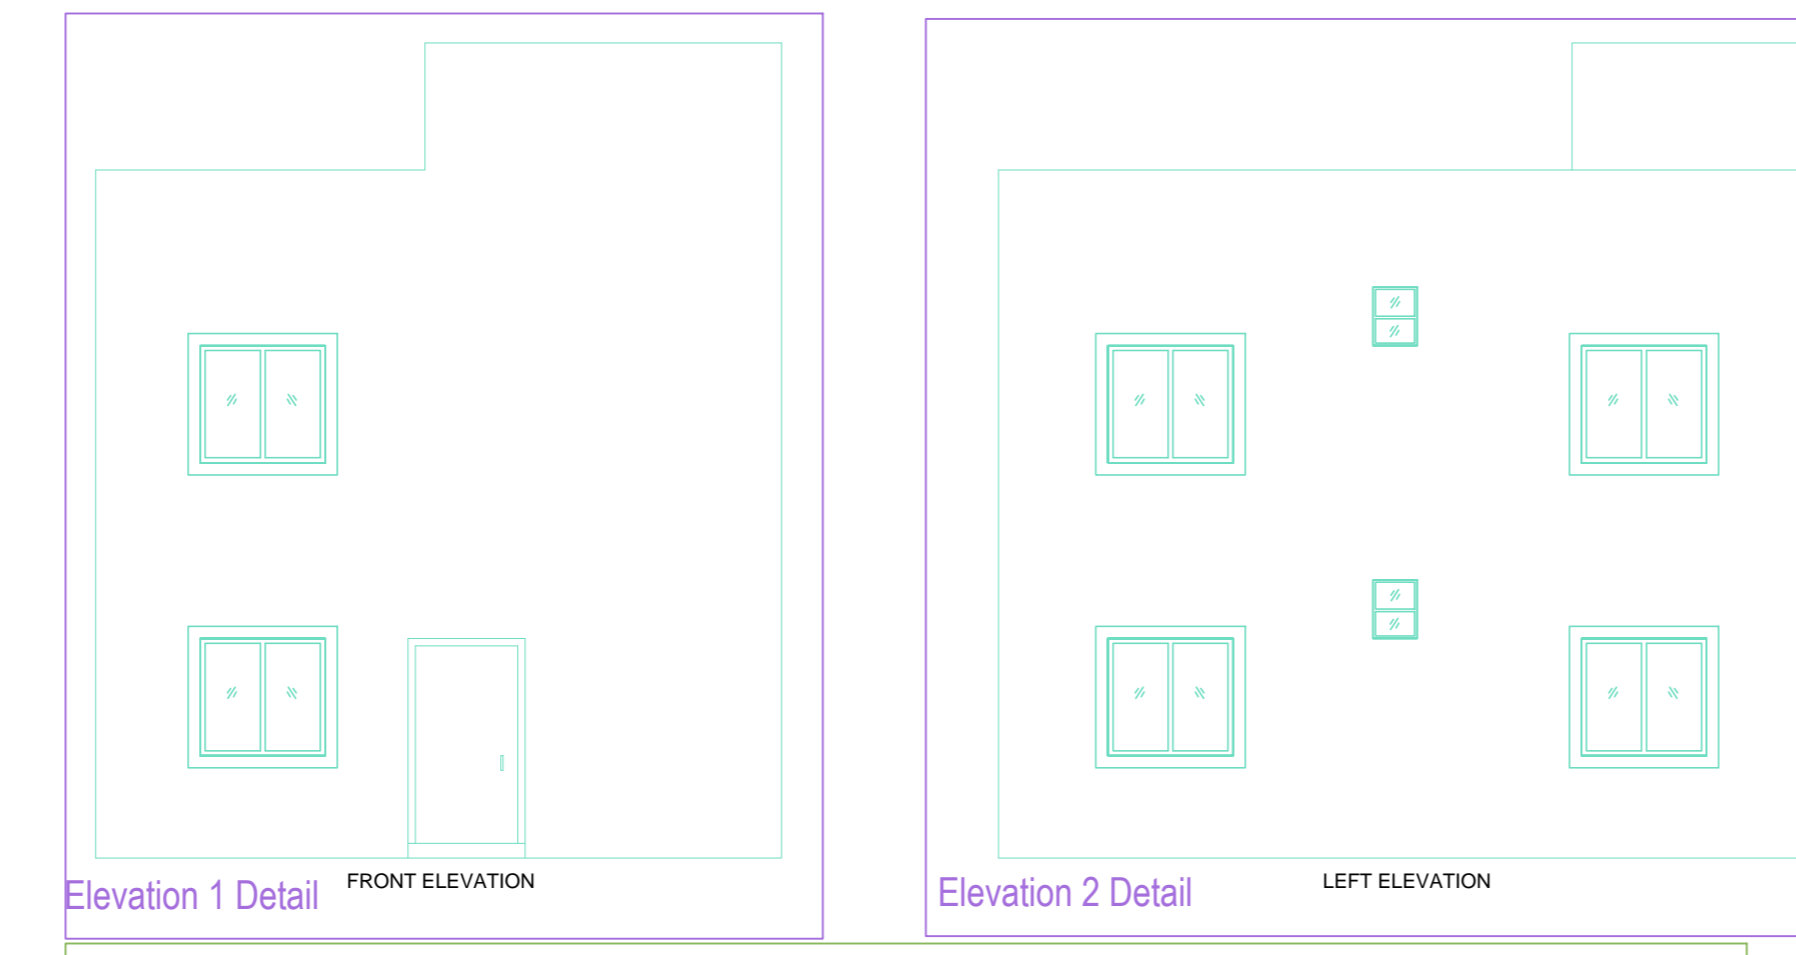 Elevation 1 Detail
FRONT ELEVATION
Elevation 2 Detail
LEFT ELEVATION